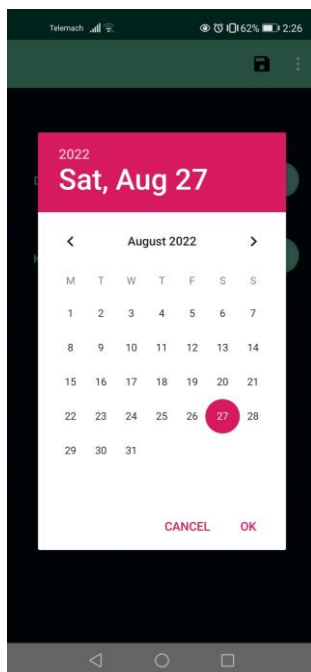 Telemach 62% 2:26
2022
Sat, Aug 27
August 2022
M T W T F S S
1 2 3 4 5 6 7
8 9 10 11 12 13 14
15 16 17 18 19 20 21
22 23 24 25 26 27 28
29 30 31
CANCEL OK